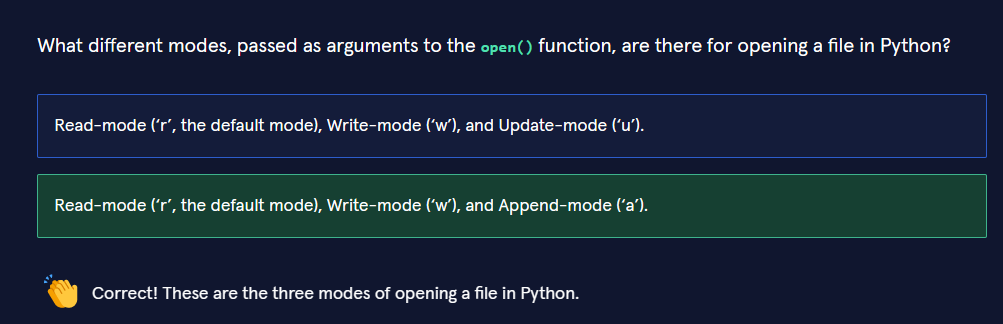 What different modes, passed as arguments to the open() function, are there for opening a file in Python?
Read-mode (‘r’, the default mode), Write-mode (‘w’), and Update-mode (‘u’).
Read-mode (‘r’, the default mode), Write-mode (‘w’), and Append-mode (‘a’).
👏 Correct! These are the three modes of opening a file in Python.